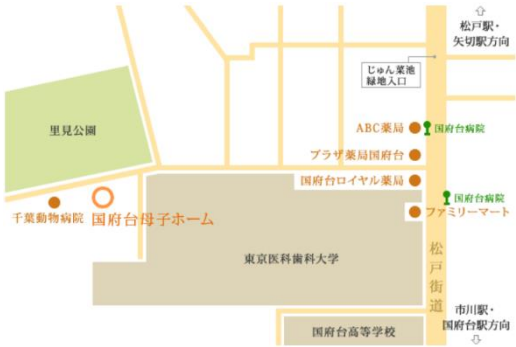 松戸駅・
矢切駅方向
じゅん菜池
緑地入口
里見公園
ABC薬局
国府台病院
プラザ薬局国府台
国府台ロイヤル薬局
国府台病院
千葉動物病院
国府台母子ホーム
ファミリーマート
東京医科歯科大学
松戸街道
市川駅・
国府台駅方向
国府台高等学校